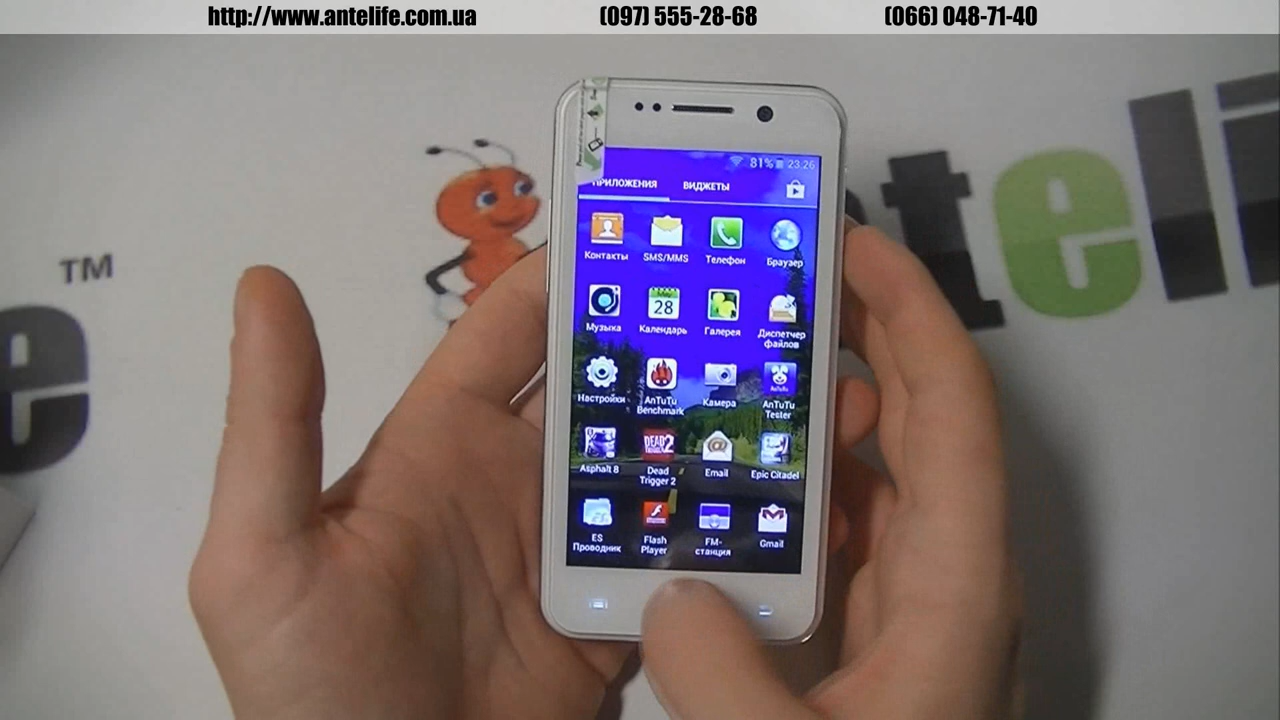 http://www.antelife.com.ua (097) 555-28-68 (066) 048-71-40
TM
e
nteli
81% 23:26
ПРИЛОЖЕНИЯ ВИДЖЕТЫ
Контакты SMS/MMS Телефон Браузер
28
Музыка Календарь Галерея Диспетчер файлов
AnTuTu
Настройки AnTuTu Benchmark Камера AnTuTu Tester
DEAD TRIGGER 2
Asphalt 8 Dead Trigger 2 Email Epic Citadel
ES Проводник Flash Player FM-станция Gmail